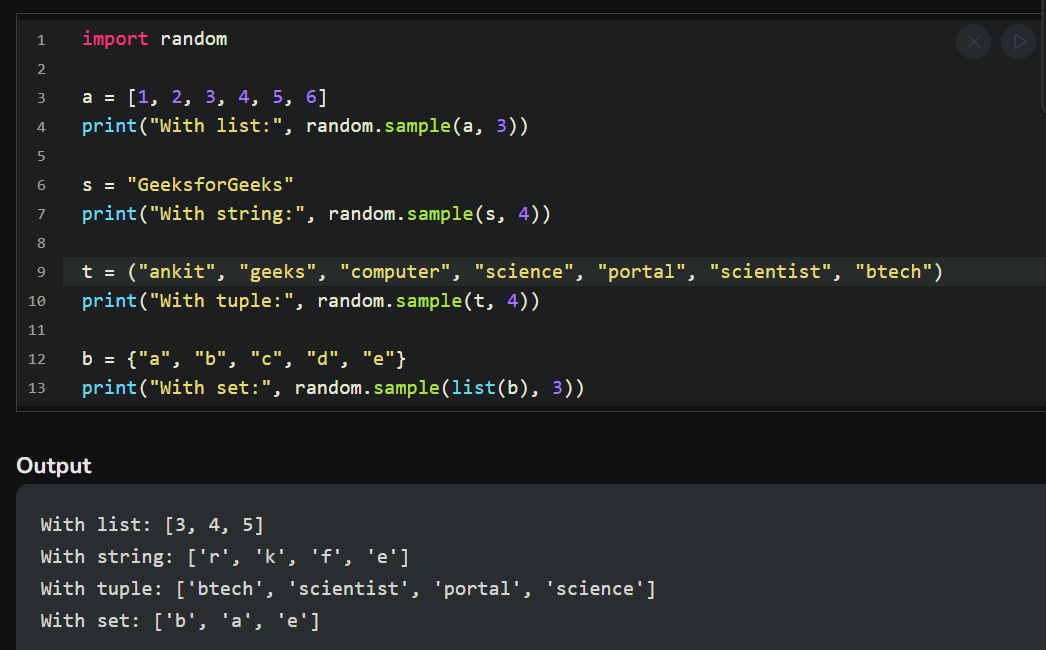 1 import random
2
3 a = [1, 2, 3, 4, 5, 6]
4 print("With list:", random.sample(a, 3))
5
6 s = "GeeksforGeeks"
7 print("With string:", random.sample(s, 4))
8
9 t = ("ankit", "geeks", "computer", "science", "portal", "scientist", "btech")
10 print("With tuple:", random.sample(t, 4))
11
12 b = {"a", "b", "c", "d", "e"}
13 print("With set:", random.sample(list(b), 3))
Output
With list: [3, 4, 5]
With string: ['r', 'k', 'f', 'e']
With tuple: ['btech', 'scientist', 'portal', 'science']
With set: ['b', 'a', 'e']